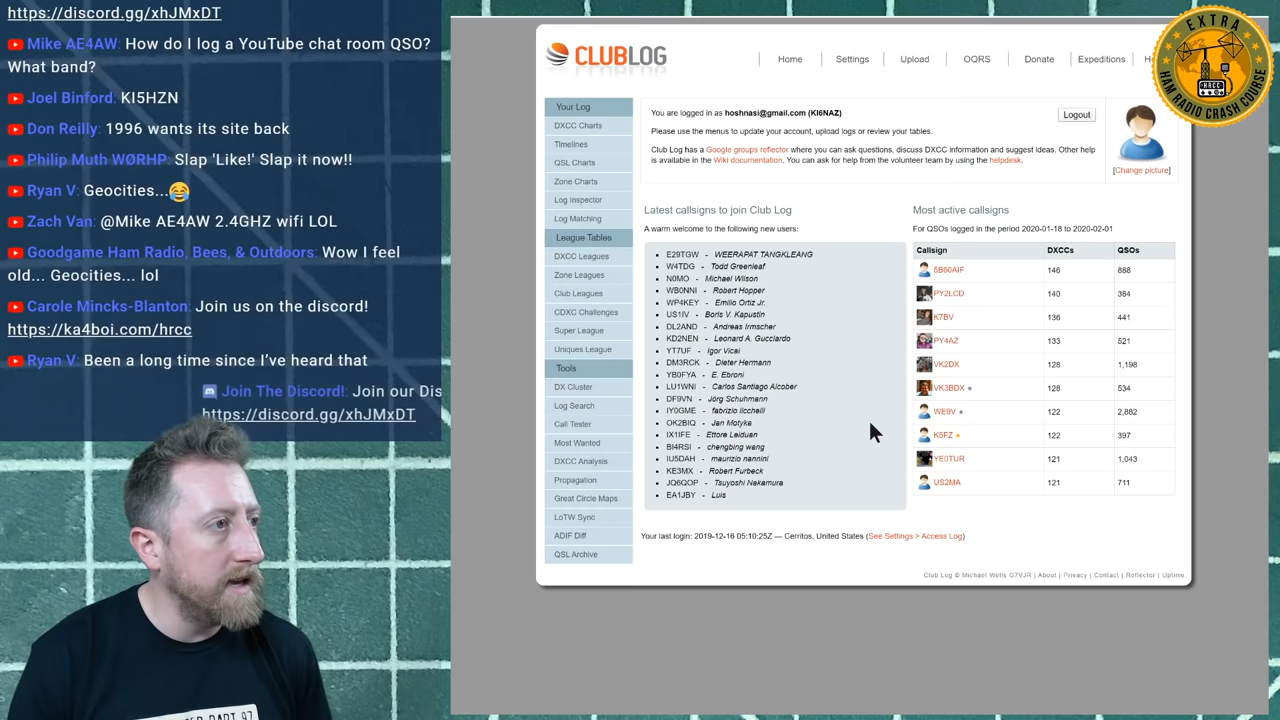 https://discord.gg/xhJMxDT
Mike AE4AW: How do I log a YouTube chat room QSO?
What band?
Joel Binford: KI5HZN
Don Reilly: 1996 wants its site back
Philip Muth WØRHP: Slap 'Like!' Slap it now!!
Ryan V: Geocities...😂
Zach Van: @Mike AE4AW 2.4GHZ wifi LOL
Goodgame Ham Radio, Bees, & Outdoors: Wow I feel
old... Geocities... lol
Carole Mincks-Blanton: Join us on the discord!
https://ka4boi.com/hrcc
Ryan V: Been a long time since I've heard that
Join The Discord!: Join our Dis
https://discord.gg/xhJMxDT
CLUBLOG
Home
Settings
Upload
OQRS
Donate
Expeditions
H
EXTRA
HRCC
HAM RADIO CRASH COURSE
Your Log
DXCC Charts
Timelines
QSL Charts
Zone Charts
Log Inspector
Log Matching
League Tables
DXCC Leagues
Zone Leagues
Club Leagues
CDXC Challenges
Super League
Uniques League
Tools
DX Cluster
Log Search
Call Tester
Most Wanted
DXCC Analysis
Propagation
Great Circle Maps
LoTW Sync
ADIF Diff
QSL Archive
You are logged in as hoshnasi@gmail.com (KI6NAZ)
Logout
Please use the menus to update your account, upload logs or review your tables.
Club Log has a Google groups reflector where you can ask questions, discuss DXCC information and suggest ideas. Other help
is available in the Wiki documentation. You can ask for help from the volunteer team by using the helpdesk.
[Change picture]
Latest callsigns to join Club Log
A warm welcome to the following new users:
E29TGW - WEERAPAT TANGKLEANG
W4TDG - Todd Greenleaf
N0MO - Michael Wilson
WB0NNI - Robert Hopper
WP4KEY - Emilio Ortiz Jr.
US1IV - Boris V. Kapustin
DL2AND - Andreas Irmscher
KD2NEN - Leonard A. Gucciardo
YT7UF - Igor Vicai
DM3RCK - Dieter Hermann
YB0FYA - E. Ebroni
LU1WNI - Carlos Santiago Alcober
DF9VN - Jörg Schuhmann
IY0GME - fabrizio liccheili
OK2BIQ - Jan Motyka
IX1IFE - Ettore Leiduan
BI4RSI - chengbing wang
IU5DAH - maurizio nannini
KE3MX - Robert Furbeck
JQ6QOP - Tsuyoshi Nakamura
EA1JBY - Luis
Most active callsigns
For QSOs logged in the period 2020-01-18 to 2020-02-01
Callsign DXCCs QSOs
5B60AIF 146 888
PY2LCD 140 384
K7BV 136 441
PY4AZ 133 521
VK2DX 128 1,198
VK3BDX 128 534
WE9V 122 2,882
K5FZ 122 397
YE0TUR 121 1,043
US2MA 121 711
Your last login: 2019-12-16 05:10:25Z — Cerritos, United States (See Settings > Access Log)
Club Log © Michael Wells G7VJR | About | Privacy | Contact | Reflector | Uptime